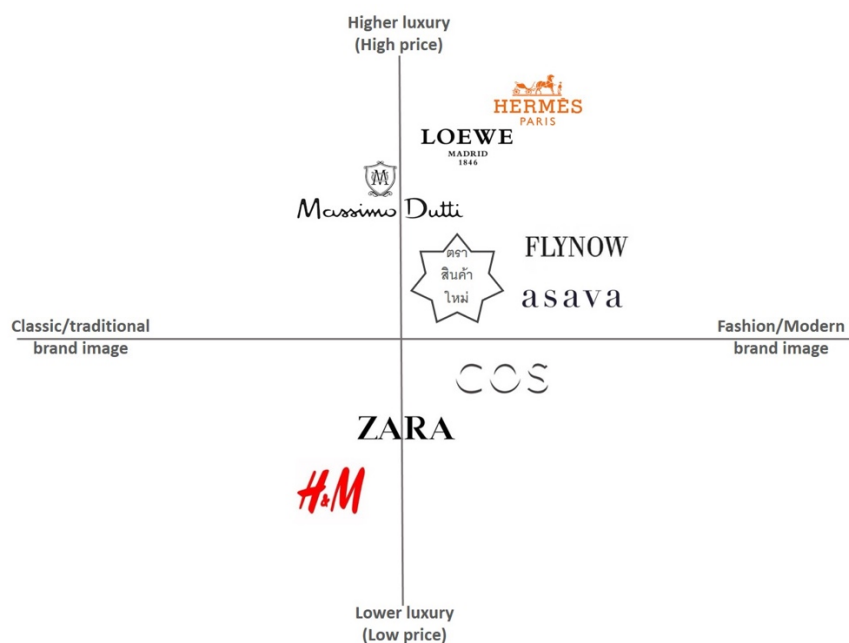 Higher luxury
(High price)
HERMÈS
PARIS
LOEWE
MADRID
1846
M
Massimo Dutti
ตรา
สินค้า
ใหม่
FLYNOW
asava
Classic/traditional
brand image
Fashion/Modern
brand image
COS
ZARA
H&M
Lower luxury
(Low price)